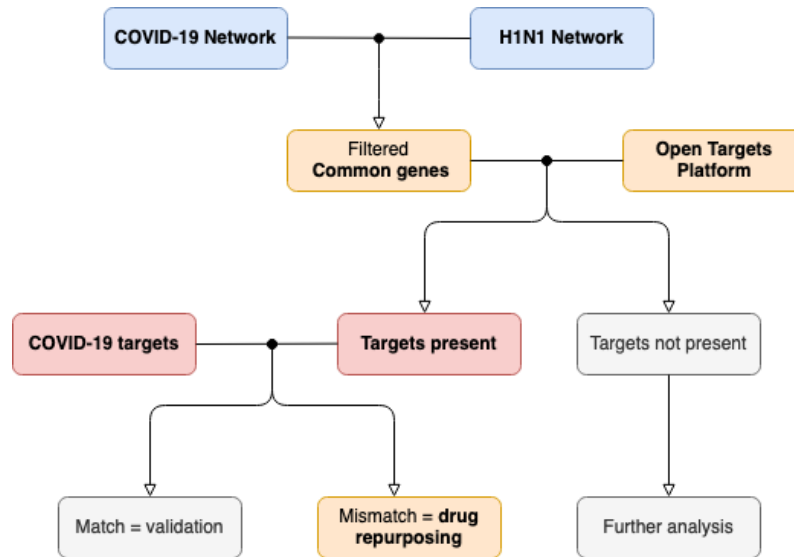 COVID-19 Network
H1N1 Network
Filtered
Common genes
Open Targets
Platform
COVID-19 targets
Targets present
Targets not present
Match = validation
Mismatch = drug
repurposing
Further analysis